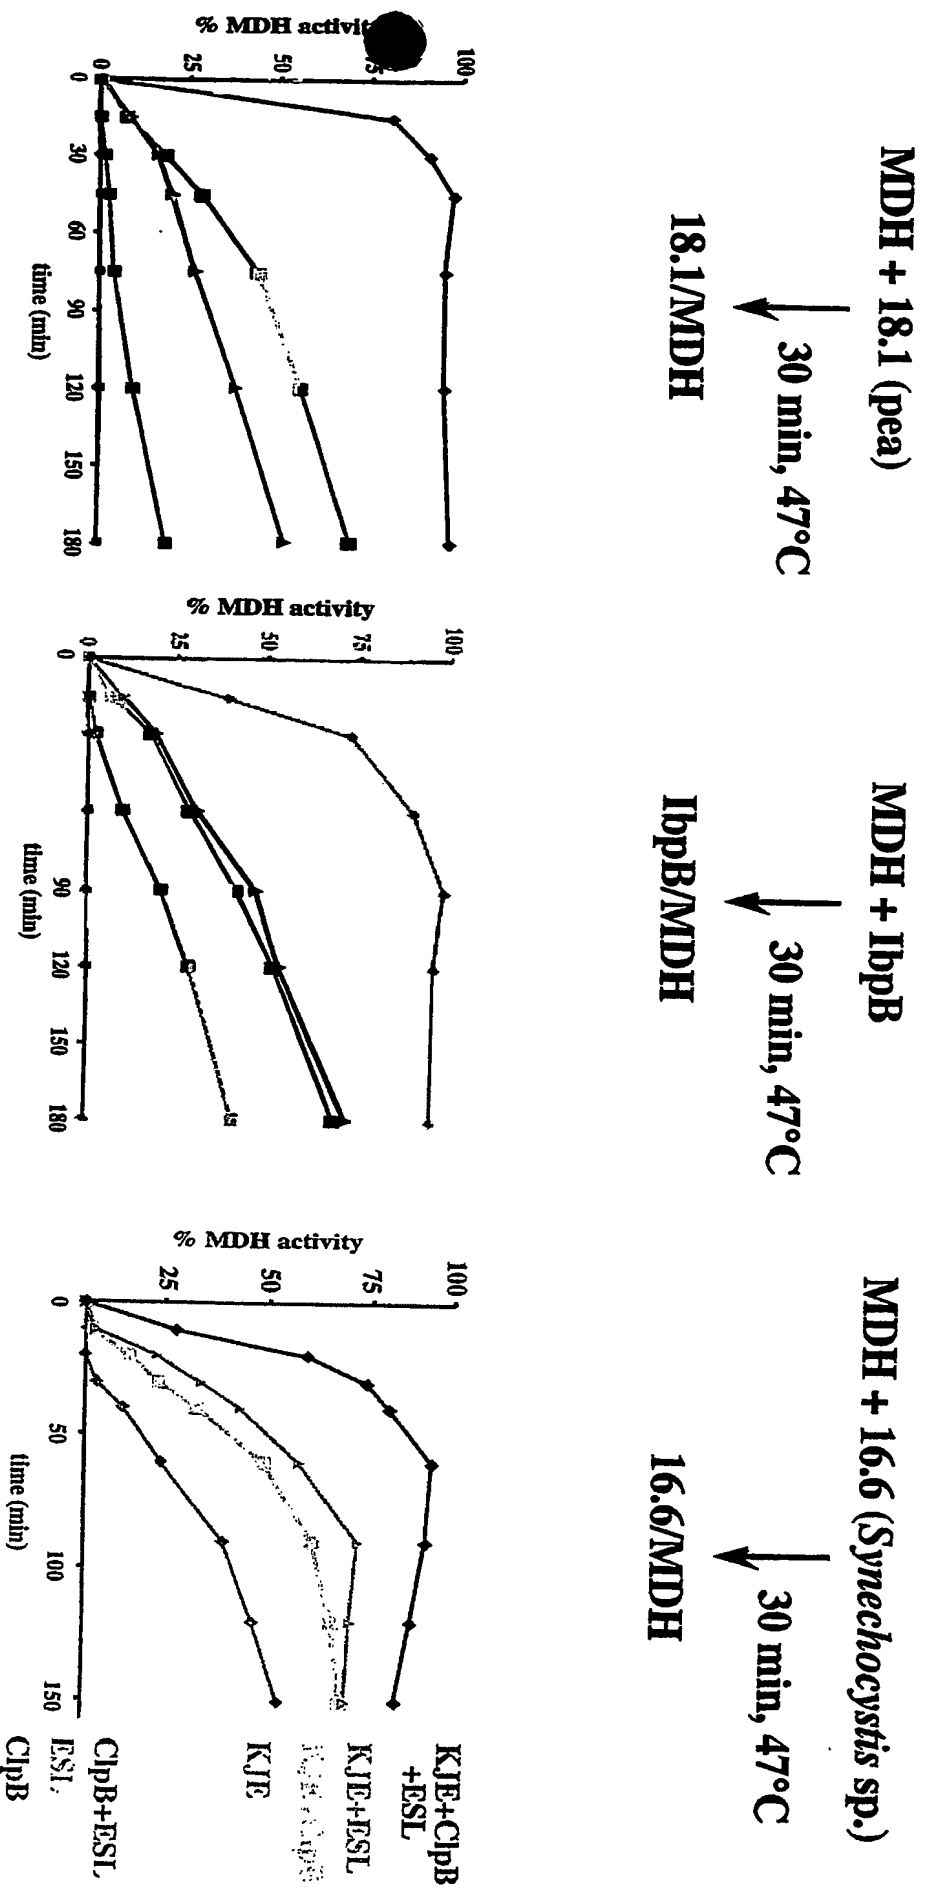 MDH + 18.1 (pea)
30 min, 47°C
18.1/MDH
% MDH activity
100
75
50
25
0
0
30
60
90
120
150
180
time (min)
MDH + IbpB
30 min, 47°C
IbpB/MDH
% MDH activity
100
75
50
25
0
0
90
120
150
180
time (min)
MDH + 16.6 (Synechocystis sp.)
30 min, 47°C
16.6/MDH
% MDH activity
100
75
50
25
0
50
100
150
time (min)
KJE+ClpB
+ESL
KJE+ESL
KJE
ClpB+ESL
ESL
ClpB